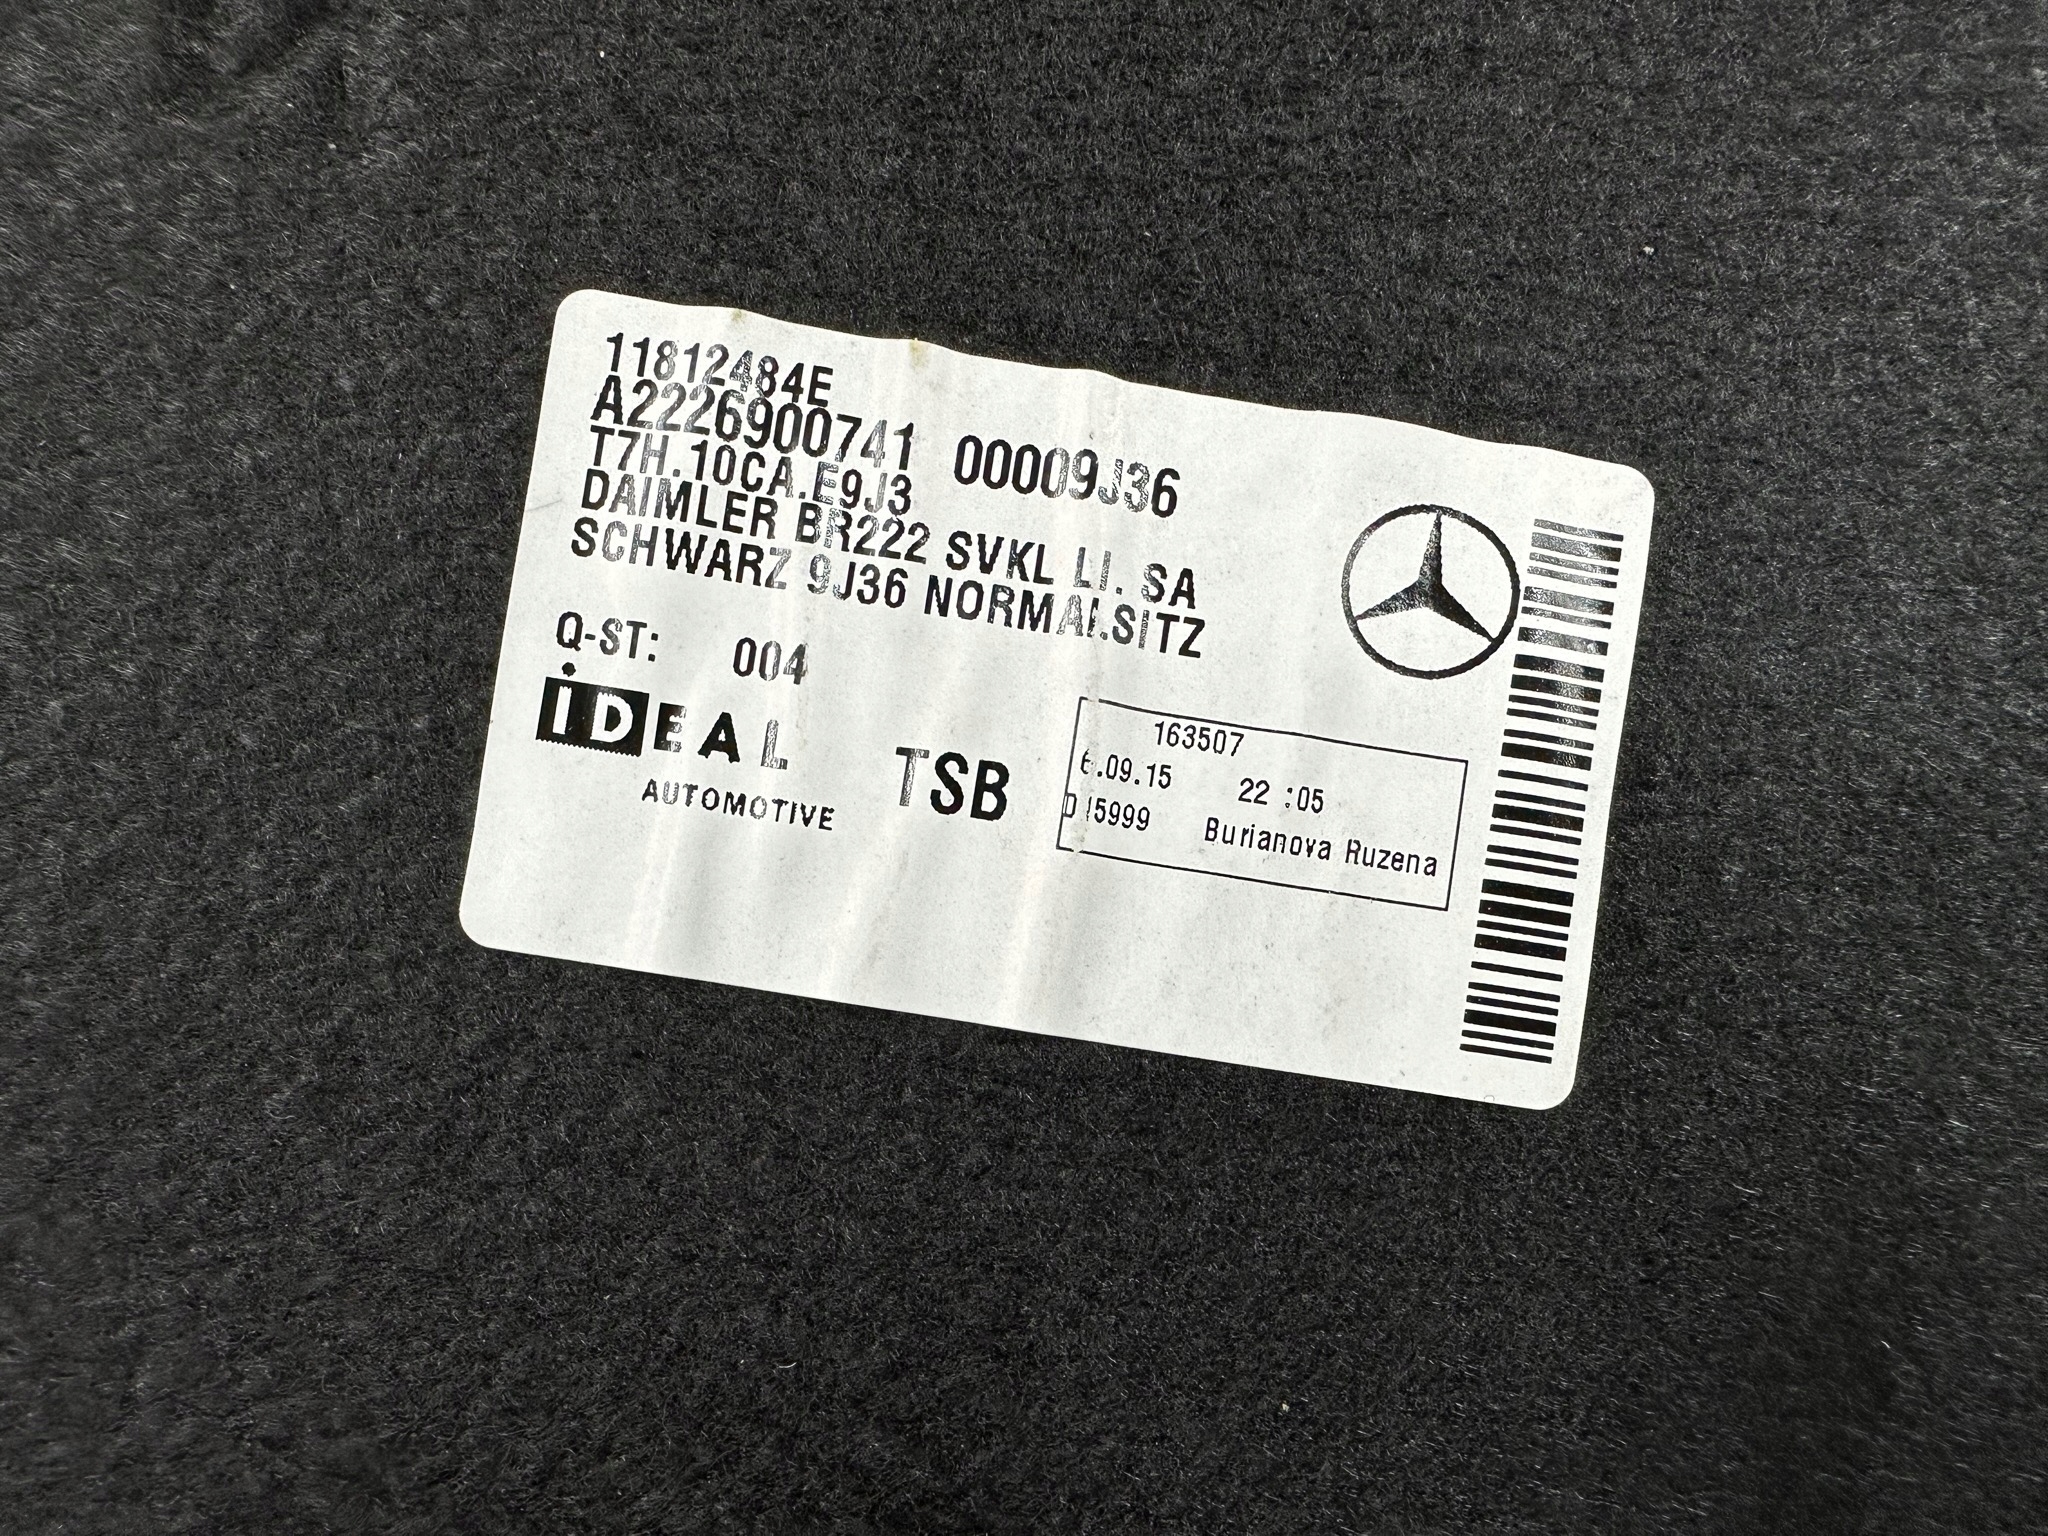 11812484E
A2226900741 00009J36
T7H.10CA.E9J3
DAIMLER BR222 SVKL LI. SA
SCHWARZ 9J36 NORMALSITZ
Q-ST: 004
iDEAL
AUTOMOTIVE
TSB
163507
6.09.15 22 :05
Burianova Ruzena